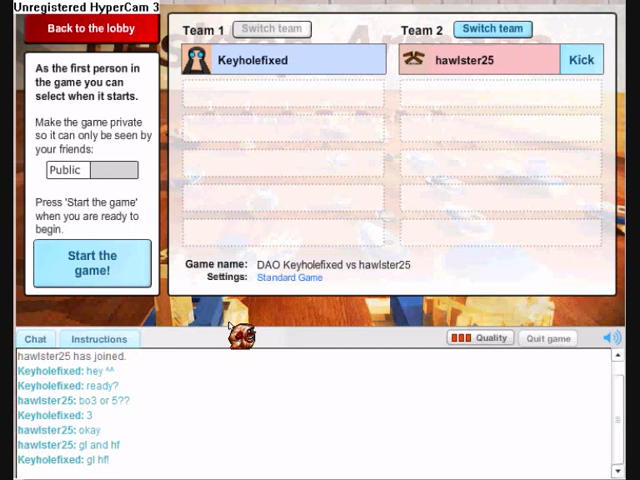 Unregistered HyperCam 3
Back to the lobby
As the first person in
the game you can
select when it starts.
Make the game private
so it can only be seen by
your friends:
Public
Press 'Start the game'
when you are ready to
begin.
Start the
game!
Team 1
Switch team
Team 2
Switch team
Keyholefixed
hawlster25
Kick
Game name: DAO Keyholefixed vs hawlster25
Settings: Standard Game
Chat
Instructions
Quality
Quit game
hawlster25 has joined.
Keyholefixed: hey ^^
Keyholefixed: ready?
hawlster25: bo3 or 5??
Keyholefixed: 3
hawlster25: okay
hawlster25: gl and hf
Keyholefixed: gl hf!